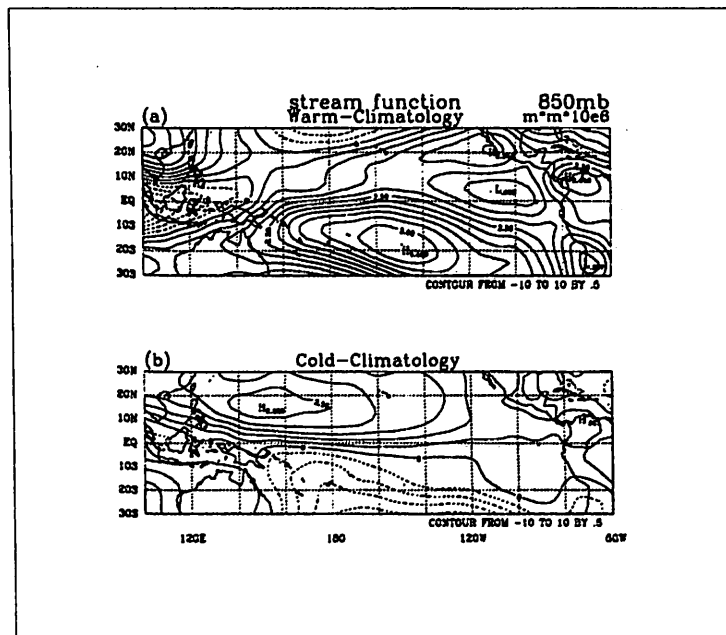 stream function 850mb
(a) Warm-Climatology m*m*10e6
30N
20N
10N
EQ
10S
20S
30S
CONTOUR FROM -10 TO 10 BY .5
(b) Cold-Climatology
30N
20N
10N
EQ
10S
20S
30S
CONTOUR FROM -10 TO 10 BY .5
120E 180 120W 60W